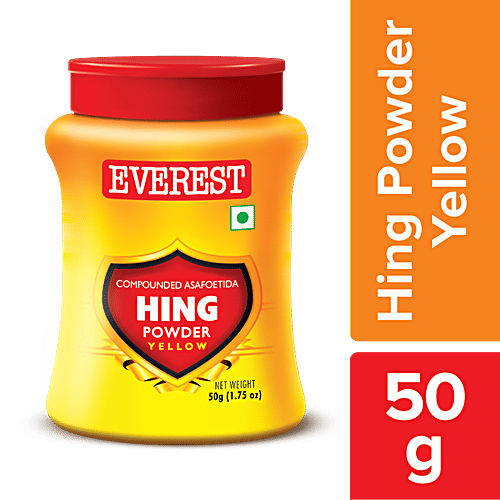 EVEREST
COMPOUNDED ASAFOETIDA
HING
POWDER
YELLOW
NET WEIGHT
50g (1.75 oz)
Hing Powder
Yellow
50
g